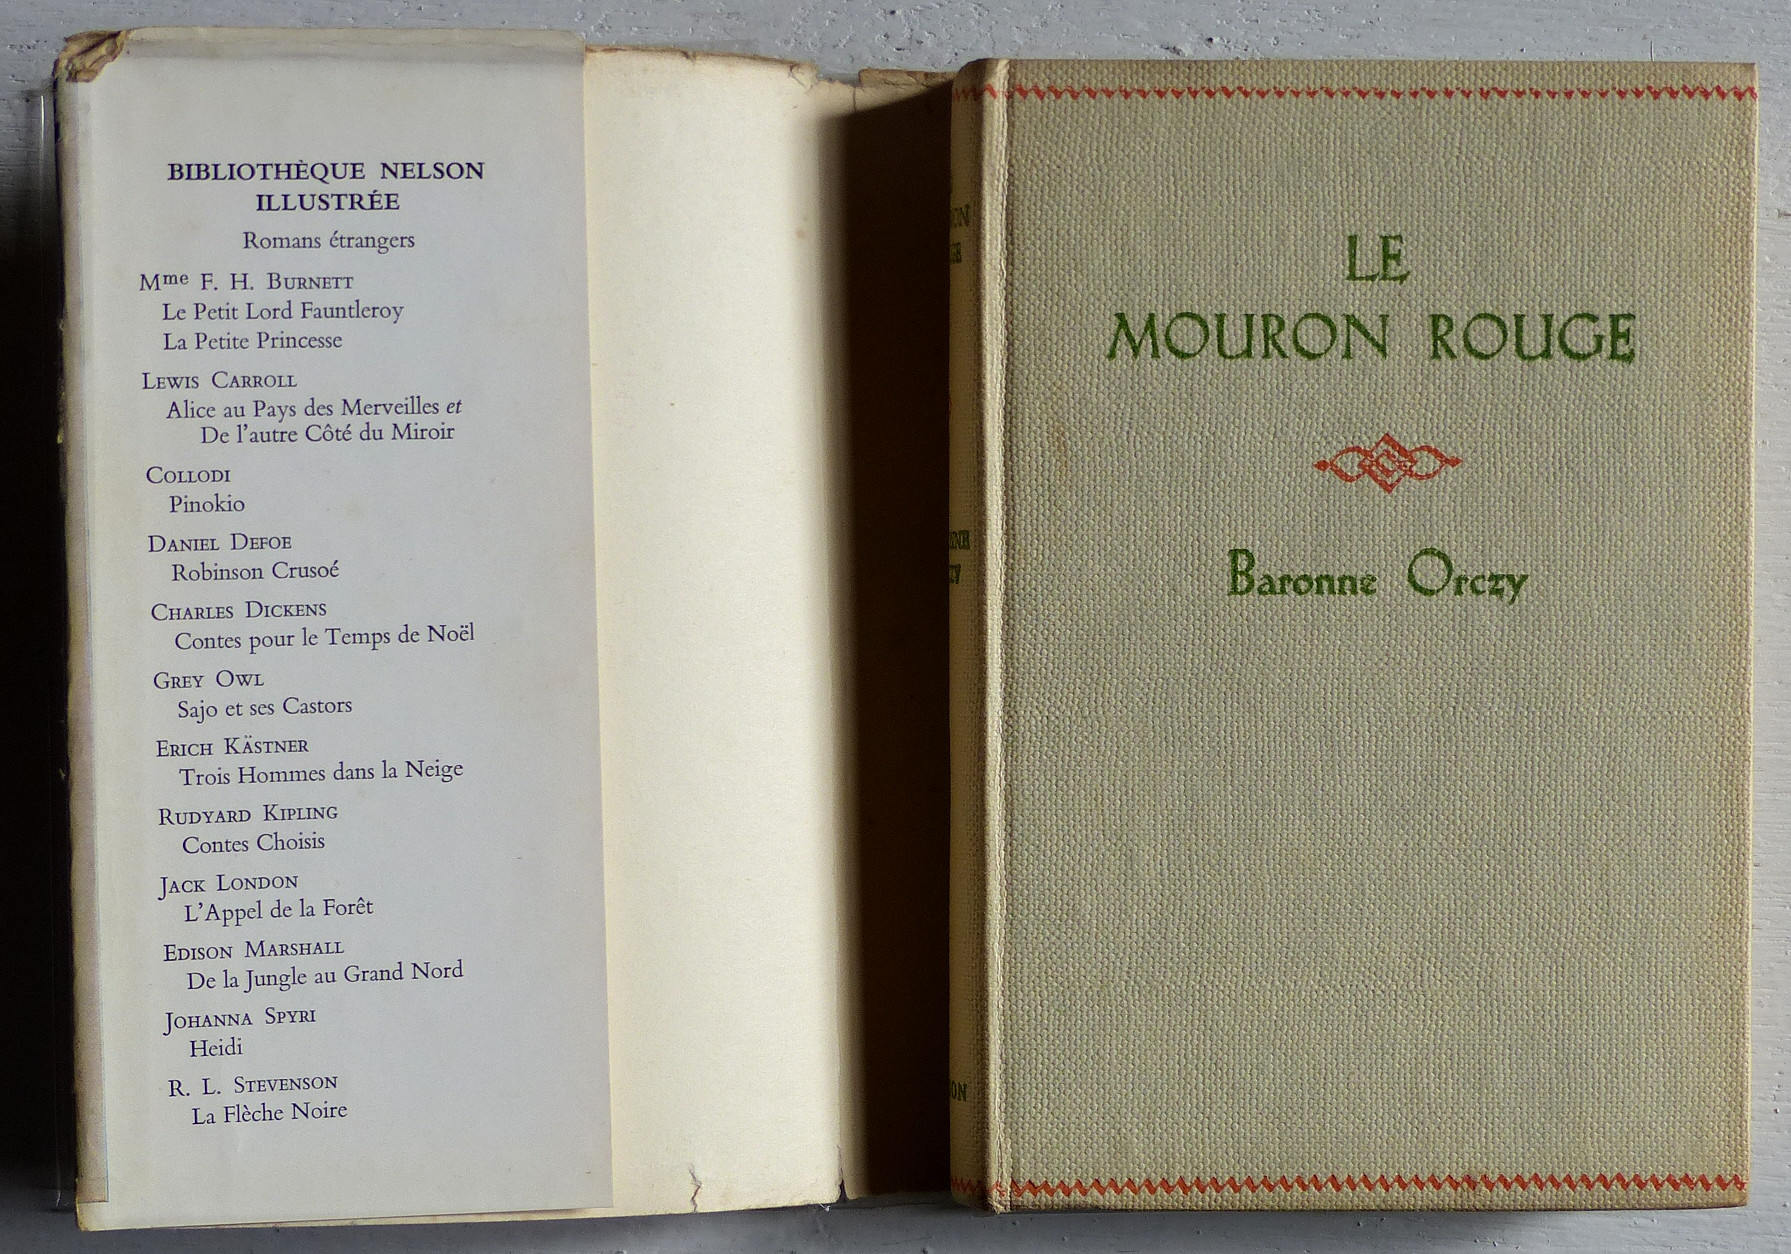 BIBLIOTHÈQUE NELSON
ILLUSTRÉE
Romans étrangers
Mme F. H. BURNETT
Le Petit Lord Fauntleroy
La Petite Princesse
LEWIS CARROLL
Alice au Pays des Merveilles et
De l'autre Côté du Miroir
COLLODI
Pinokio
DANIEL DEFOE
Robinson Crusoé
CHARLES DICKENS
Contes pour le Temps de Noël
GREY OWL
Sajo et ses Castors
ERICH KÄSTNER
Trois Hommes dans la Neige
RUDYARD KIPLING
Contes Choisis
JACK LONDON
L'Appel de la Forêt
EDISON MARSHALL
De la Jungle au Grand Nord
JOHANNA SPYRI
Heidi
R. L. STEVENSON
La Flèche Noire
LE
MOURON ROUGE
Baronne Orczy